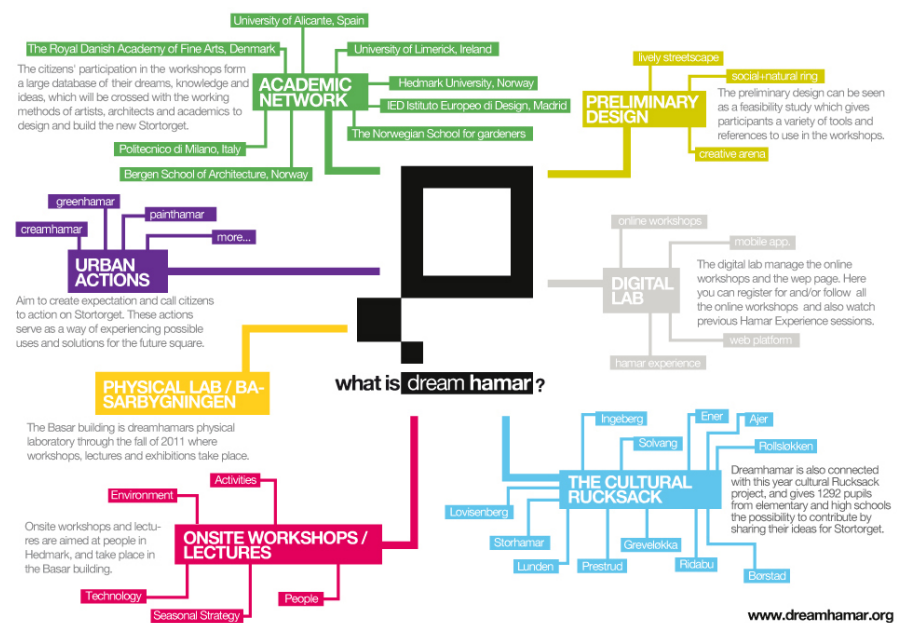 University of Alicante, Spain
The Royal Danish Academy of Fine Arts, Denmark
University of Limerick, Ireland
The citizens' participation in the workshops form
a large database of their dreams, knowledge and
ideas, which will be crossed with the working
methods of artists, architects and academics to
design and build the new Stortorget.
ACADEMIC
NETWORK
Hedmark University, Norway
IED Istituto Europeo di Design, Madrid
The Norwegian School for gardeners
Politecnico di Milano, Italy
Bergen School of Architecture, Norway
lively streetscape
social+natural ring
PRELIMINARY
DESIGN
The preliminary design can be seen
as a feasibility study which gives
participants a variety of tools and
references to use in the workshops.
creative arena
greenhamar
painthamar
creamhamar
more...
URBAN
ACTIONS
Aim to create expectation and call citizens
to action on Stortorget. These actions
serve as a way of experiencing possible
uses and solutions for the future square.
online workshops
mobile app.
DIGITAL
LAB
The digital lab manage the online
workshops and the wep page. Here
you can register for and/or follow all
the online workshops and also watch
previous Hamar Experience sessions.
web platform
hamar experience
PHYSICAL LAB / BA-
SARBYGNINGEN
The Basar building is dreamhamars physical
laboratory through the fall of 2011 where
workshops, lectures and exhibitions take place.
what is dream hamar ?
Activities
Environment
Onsite workshops and lectu-
res are aimed at people in
Hedmark, and take place in
the Basar building.
ONSITE WORKSHOPS /
LECTURES
Technology
Seasonal Strategy
People
Ingeberg
Ener
Ajer
Solvang
Rollsløkken
THE CULTURAL
RUCKSACK
Dreamhamar is also connected
with this year cultural Rucksack
project, and gives 1292 pupils
from elementary and high schools
the possibility to contribute by
sharing their ideas for Stortorget.
Lovisenberg
Storhamar
Greveløkka
Lunden
Prestrud
Ridabu
Børstad
www.dreamhamar.org